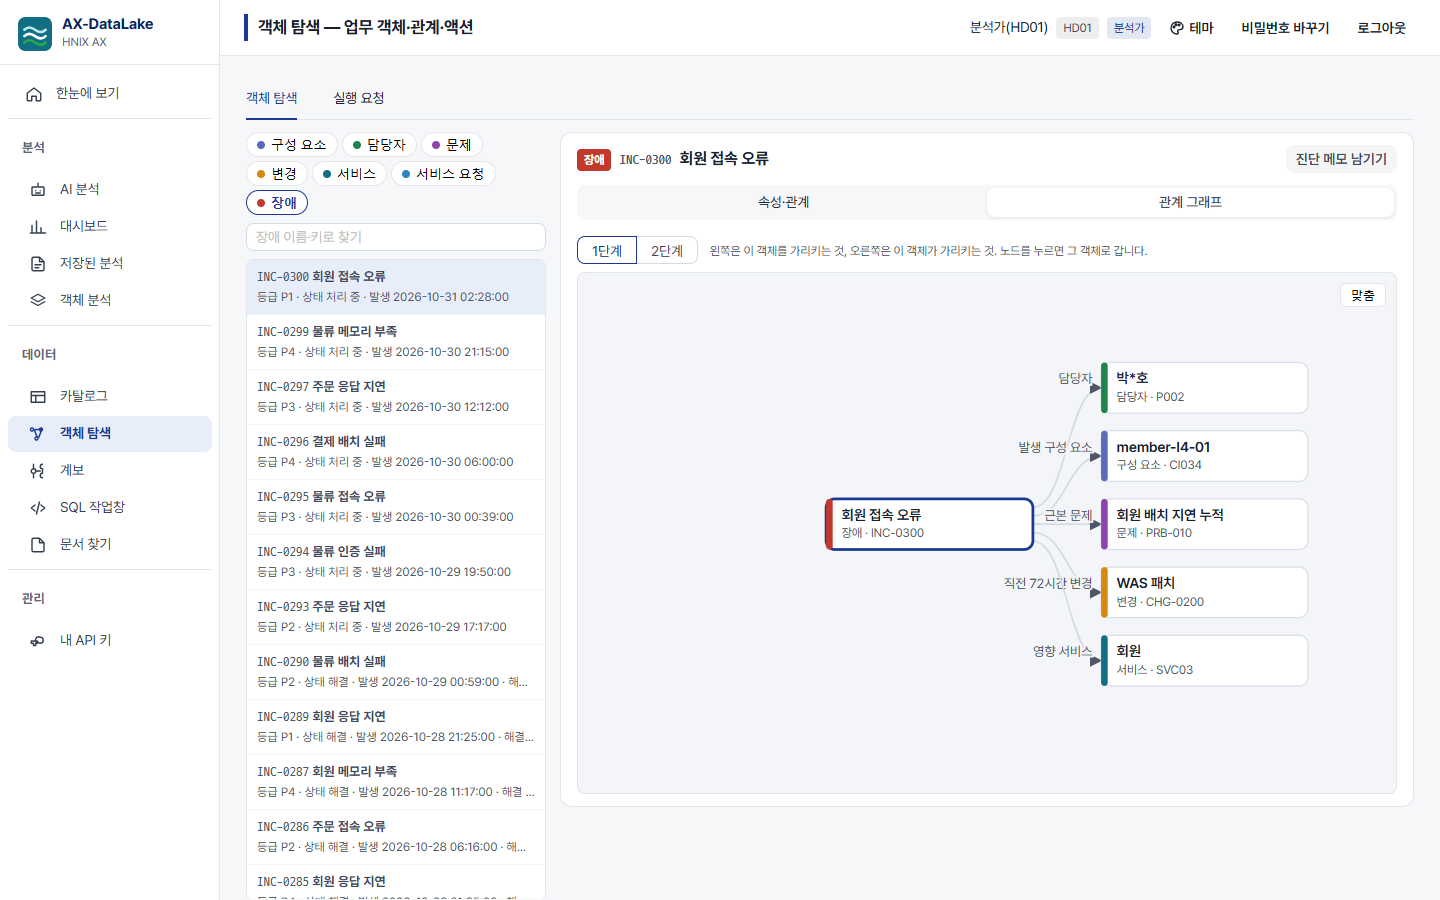 AX-DataLake
HNIX AX
한눈에 보기
분석
AI 분석
대시보드
저장된 분석
객체 분석
데이터
카탈로그
객체 탐색
계보
SQL 작업창
문서 찾기
관리
내 API 키
객체 탐색 — 업무 객체·관계·액션
분석가(HD01) HD01 분석가 테마 비밀번호 바꾸기 로그아웃
객체 탐색 실행 요청
구성 요소 담당자 문제
변경 서비스 서비스 요청
장애
장애 이름·키로 찾기
INC-0300 회원 접속 오류
등급 P1 · 상태 처리 중 · 발생 2026-10-31 02:28:00
INC-0299 물류 메모리 부족
등급 P4 · 상태 처리 중 · 발생 2026-10-30 21:15:00
INC-0297 주문 응답 지연
등급 P3 · 상태 처리 중 · 발생 2026-10-30 12:12:00
INC-0296 결제 배치 실패
등급 P4 · 상태 처리 중 · 발생 2026-10-30 06:00:00
INC-0295 물류 접속 오류
등급 P3 · 상태 처리 중 · 발생 2026-10-30 00:39:00
INC-0294 물류 인증 실패
등급 P3 · 상태 처리 중 · 발생 2026-10-29 19:50:00
INC-0293 주문 응답 지연
등급 P2 · 상태 처리 중 · 발생 2026-10-29 17:17:00
INC-0290 물류 배치 실패
등급 P2 · 상태 해결 · 발생 2026-10-29 00:59:00 · 해...
INC-0289 회원 응답 지연
등급 P1 · 상태 해결 · 발생 2026-10-28 21:25:00 · 해결...
INC-0287 회원 메모리 부족
등급 P4 · 상태 해결 · 발생 2026-10-28 11:17:00 · 해결 ...
INC-0286 주문 접속 오류
등급 P2 · 상태 해결 · 발생 2026-10-28 06:16:00 · 해...
INC-0285 회원 응답 지연
장애 INC-0300 회원 접속 오류 진단 메모 남기기
속성·관계 관계 그래프
1단계 2단계 왼쪽은 이 객체를 가리키는 것, 오른쪽은 이 객체가 가리키는 것. 노드를 누르면 그 객체로 갑니다.
맞춤
회원 접속 오류
장애 · INC-0300
담당자
박*호
담당자 · P002
발생 구성 요소
member-l4-01
구성 요소 · CI034
근본 문제
회원 배치 지연 누적
문제 · PRB-010
직전 72시간 변경
WAS 패치
변경 · CHG-0200
영향 서비스
회원
서비스 · SVC03